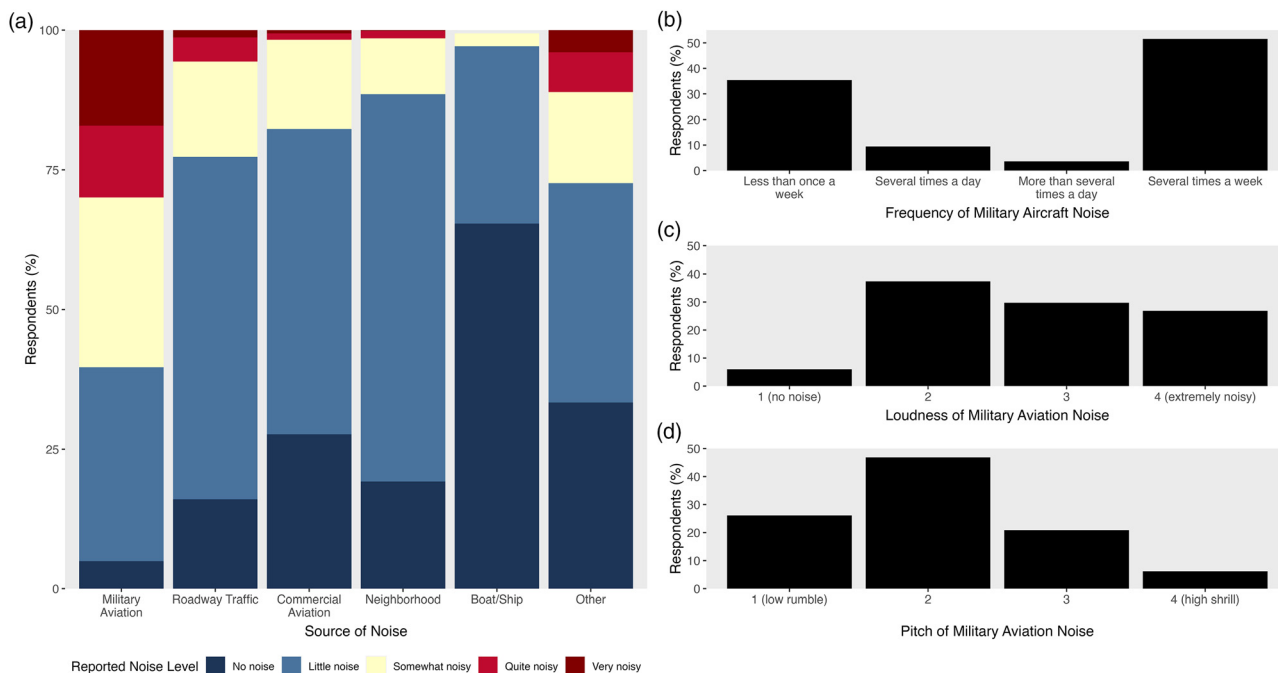 (a)
100
75
50
25
0
Respondents (%)
Military
Aviation
Roadway Traffic
Commercial
Aviation
Neighborhood
Boat/Ship
Other
Source of Noise
Reported Noise Level
No noise
Little noise
Somewhat noisy
Quite noisy
Very noisy
(b)
50
40
30
20
10
0
Respondents (%)
Less than once a
week
Several times a day
More than several
times a day
Several times a week
Frequency of Military Aircraft Noise
(c)
50
40
30
20
10
0
Respondents (%)
1 (no noise)
2
3
4 (extremely noisy)
Loudness of Military Aviation Noise
(d)
50
40
30
20
10
0
Respondents (%)
1 (low rumble)
2
3
4 (high shrill)
Pitch of Military Aviation Noise